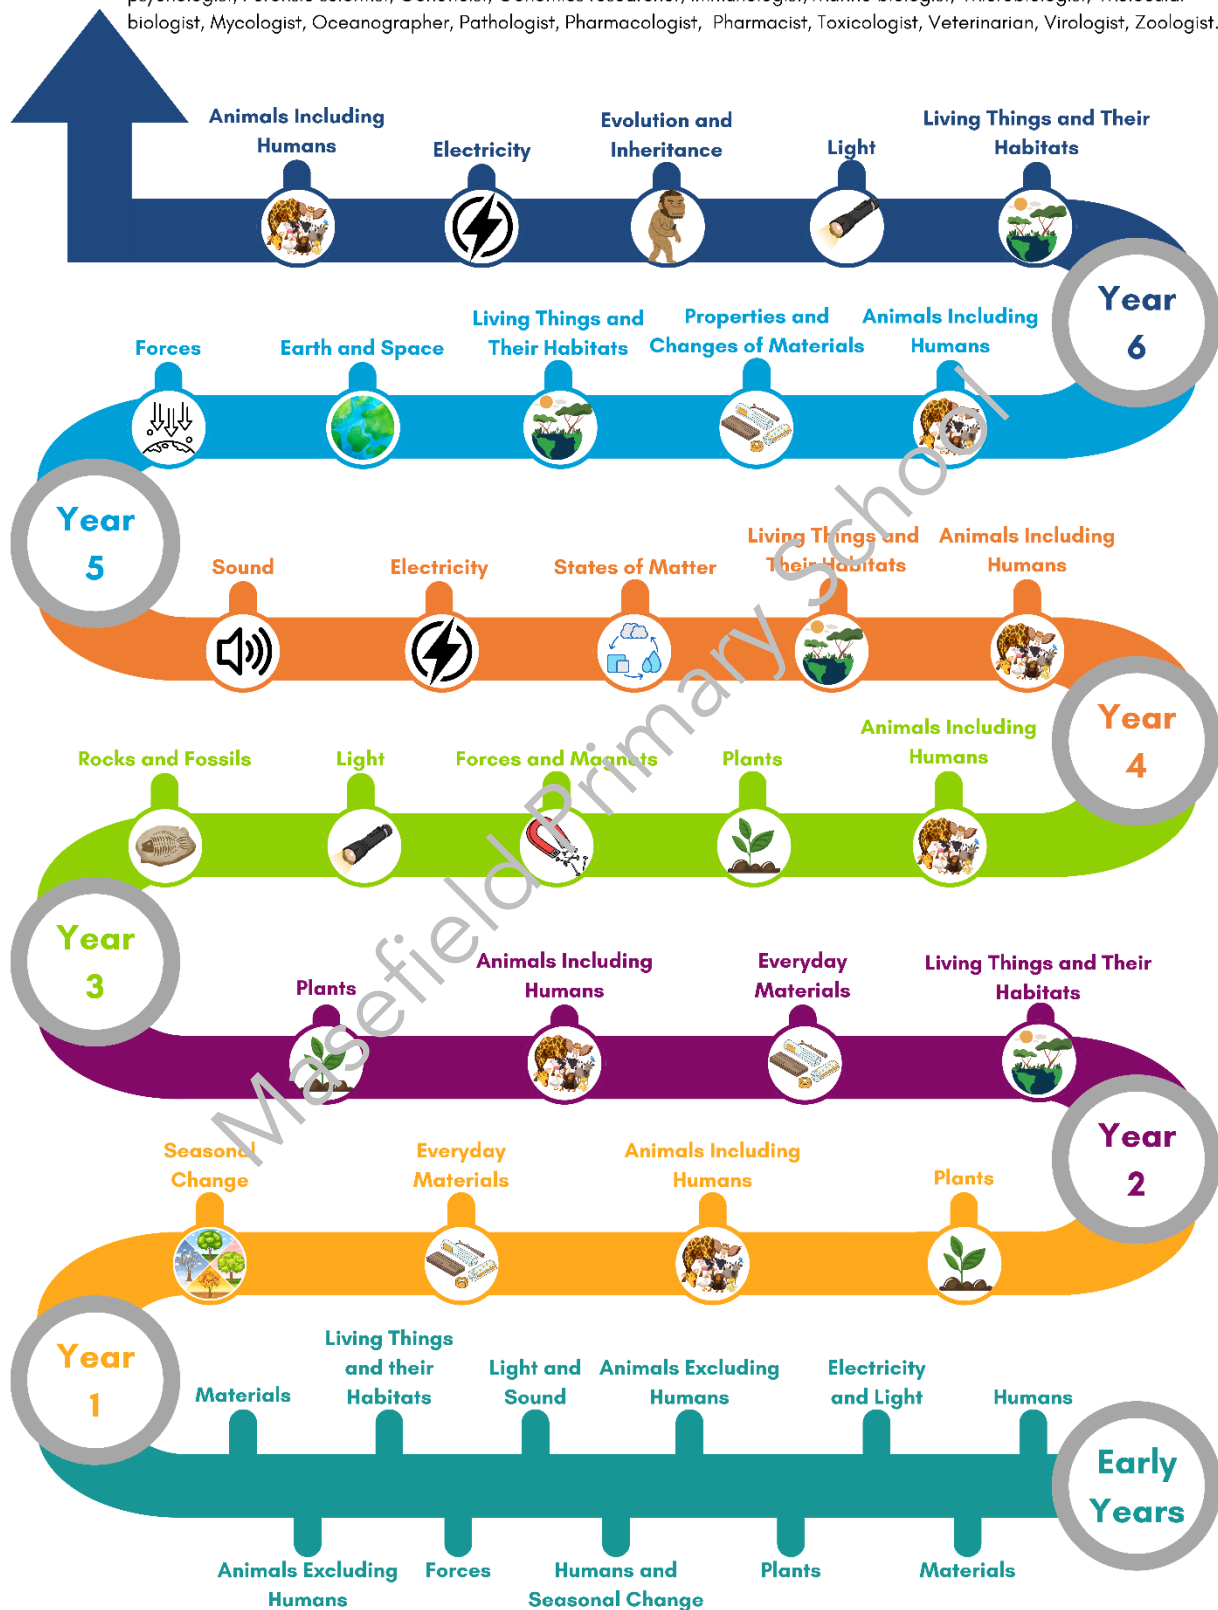 biologist, Mycologist, Oceanographer, Pathologist, Pharmacologist, Pharmacist, Toxicologist, Veterinarian, Virologist, Zoologist.
Animals Including
Humans
Electricity
Evolution and
Inheritance
Light
Living Things and Their
Habitats
Year
6
Forces
Earth and Space
Living Things and
Their Habitats
Properties and
Changes of Materials
Animals Including
Humans
Year
5
Sound
Electricity
States of Matter
Living Things and
Their Habitats
Animals Including
Humans
Year
4
Rocks and Fossils
Light
Forces and Magnets
Plants
Animals Including
Humans
Year
3
Plants
Animals Including
Humans
Everyday
Materials
Living Things and Their
Habitats
Year
2
Seasonal
Change
Everyday
Materials
Animals Including
Humans
Plants
Year
1
Materials
Living Things
and their
Habitats
Light and
Sound
Animals Excluding
Humans
Electricity
and Light
Humans
Early
Years
Animals Excluding
Humans
Forces
Humans and
Seasonal Change
Plants
Materials
Masefield Primary School